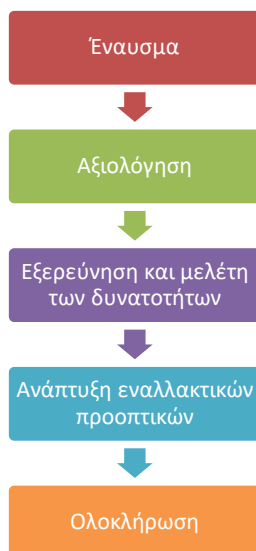 Έναυσμα
Αξιολόγηση
Εξερεύνηση και μελέτη
των δυνατοτήτων
Ανάπτυξη εναλλακτικών
προοπτικών
Ολοκλήρωση